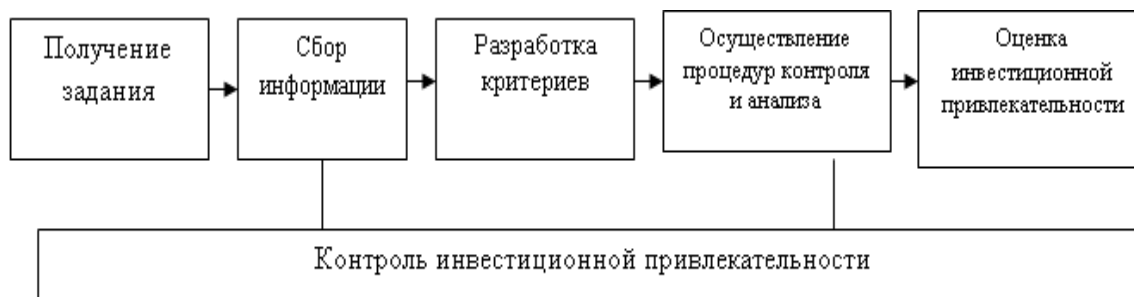 Получение
задания
Сбор
информации
Разработка
критериев
Осуществление
процедур контроля
и анализа
Оценка
инвестиционной
привлекательности
Контроль инвестиционной привлекательности